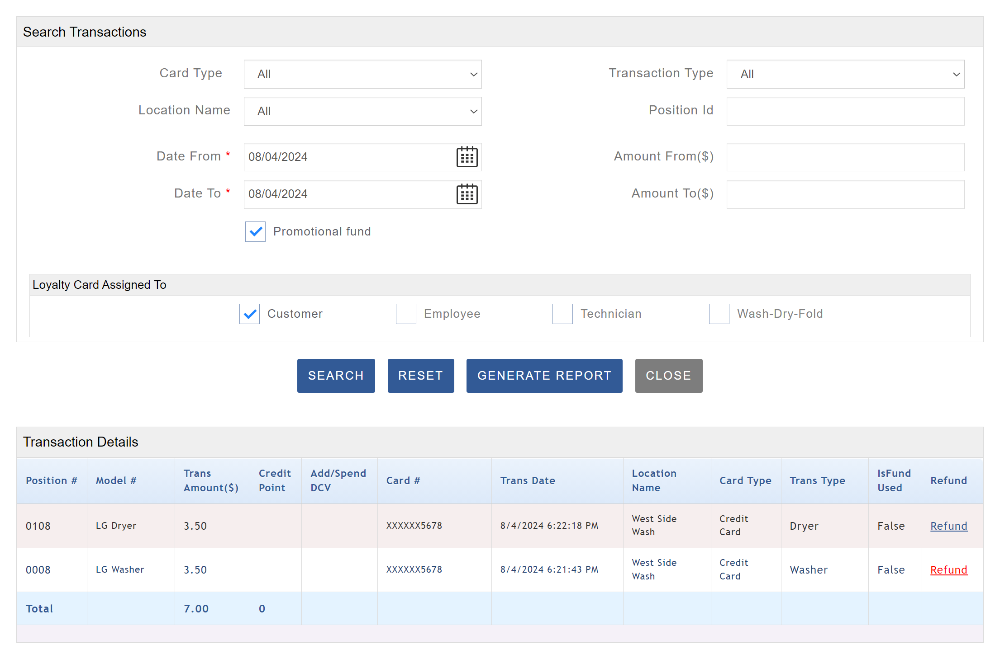 Search Transactions
Card Type All Transaction Type All
Location Name All Position Id
Date From * 08/04/2024 Amount From($)
Date To * 08/04/2024 Amount To($)
Promotional fund
Loyalty Card Assigned To
Customer Employee Technician Wash-Dry-Fold
SEARCH RESET GENERATE REPORT CLOSE
Transaction Details
Position # Model # Trans Amount($) Credit Point Add/Spend DCV Card # Trans Date Location Name Card Type Trans Type IsFund Used Refund
0108 LG Dryer 3.50 XXXXXX5678 8/4/2024 6:22:18 PM West Side Wash Credit Card Dryer False Refund
0008 LG Washer 3.50 XXXXXX5678 8/4/2024 6:21:43 PM West Side Wash Credit Card Washer False Refund
Total 7.00 0